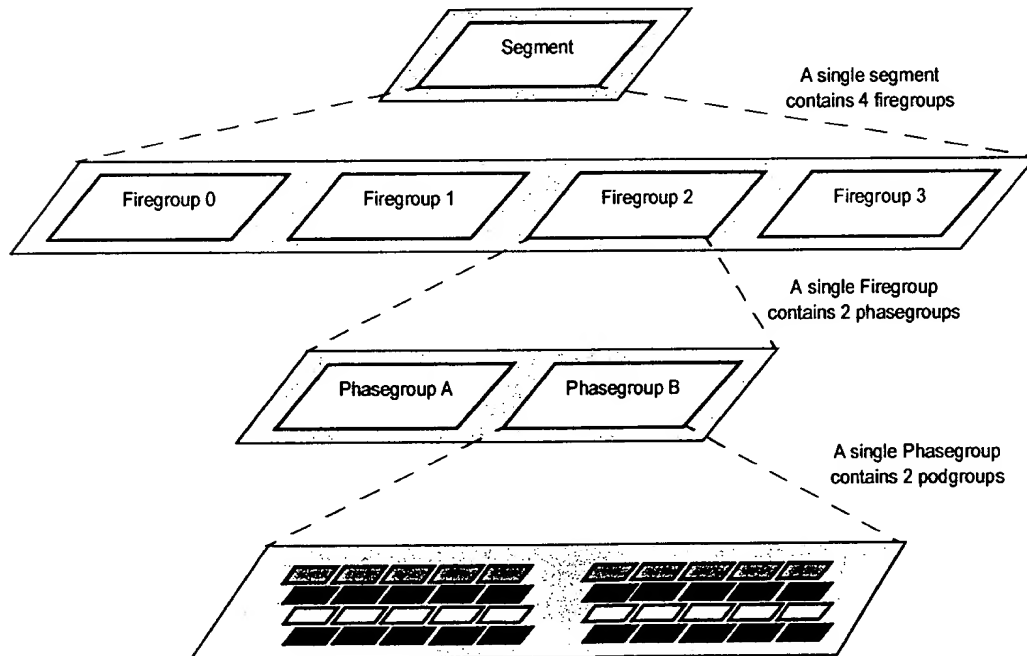 Segment
A single segment
contains 4 firegroups
Firegroup 0
Firegroup 1
Firegroup 2
Firegroup 3
A single Firegroup
contains 2 phasegroups
Phasegroup A
Phasegroup B
A single Phasegroup
contains 2 podgroups